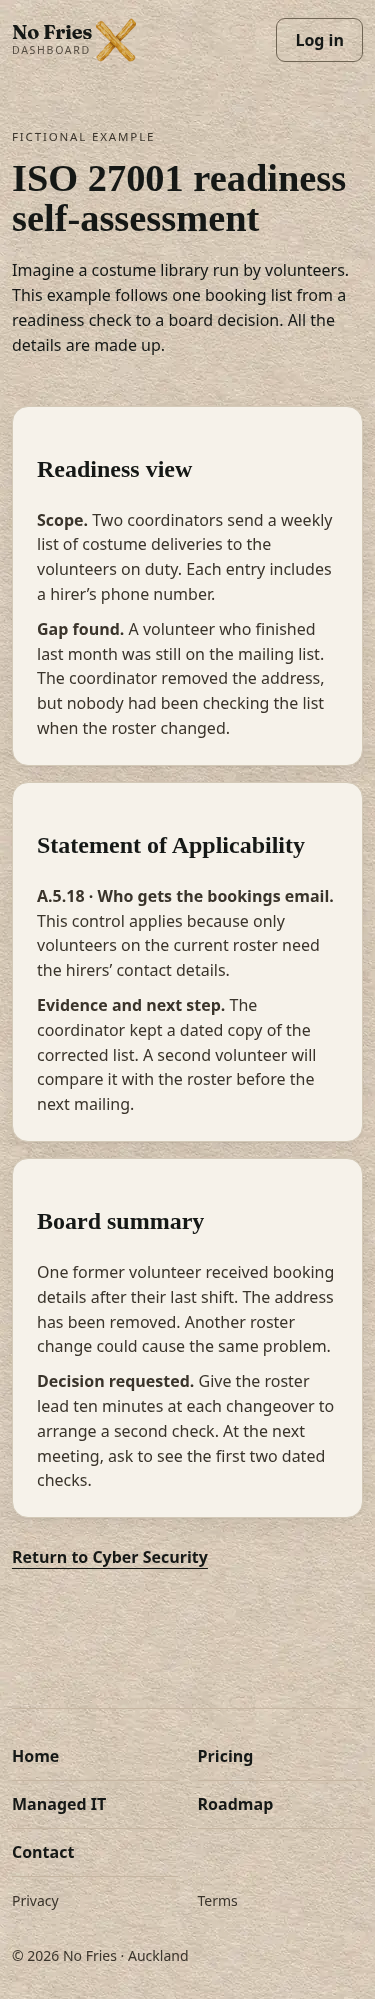 No Fries
DASHBOARD
Log in
FICTIONAL EXAMPLE
ISO 27001 readiness
self-assessment
Imagine a costume library run by volunteers.
This example follows one booking list from a
readiness check to a board decision. All the
details are made up.
Readiness view
Scope. Two coordinators send a weekly
list of costume deliveries to the
volunteers on duty. Each entry includes
a hirer’s phone number.
Gap found. A volunteer who finished
last month was still on the mailing list.
The coordinator removed the address,
but nobody had been checking the list
when the roster changed.
Statement of Applicability
A.5.18 · Who gets the bookings email.
This control applies because only
volunteers on the current roster need
the hirers’ contact details.
Evidence and next step. The
coordinator kept a dated copy of the
corrected list. A second volunteer will
compare it with the roster before the
next mailing.
Board summary
One former volunteer received booking
details after their last shift. The address
has been removed. Another roster
change could cause the same problem.
Decision requested. Give the roster
lead ten minutes at each changeover to
arrange a second check. At the next
meeting, ask to see the first two dated
checks.
Return to Cyber Security
Home
Pricing
Managed IT
Roadmap
Contact
Privacy
Terms
© 2026 No Fries · Auckland